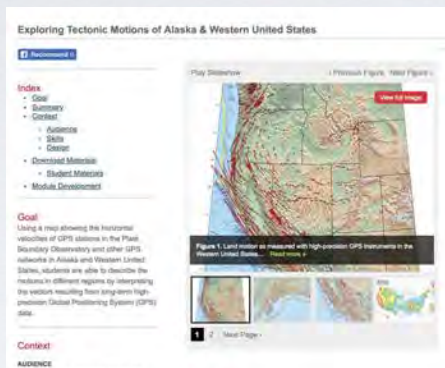 Exploring Tectonic Motions of Alaska & Western United States
Recommend 0
Index
Goal
Summary
Context
Audience
Skills
Design
Download Materials
Student Materials
Module Development
Goal
Using a map showing the horizontal
velocities of GPS stations in the Plate
Boundary Observatory and other GPS
networks in Alaska and Western United
States, students are able to describe the
motions in different regions by interpreting
the vectors resulting from long-term high-
precision Global Positioning System (GPS)
data.
Context
AUDIENCE
Play Slideshow
‹ Previous Figure Next Figure ›
View full image
Figure 1. Land motion as measured with high-precision GPS instruments in the
Western United States.... Read more »
1 2 Next Page ›